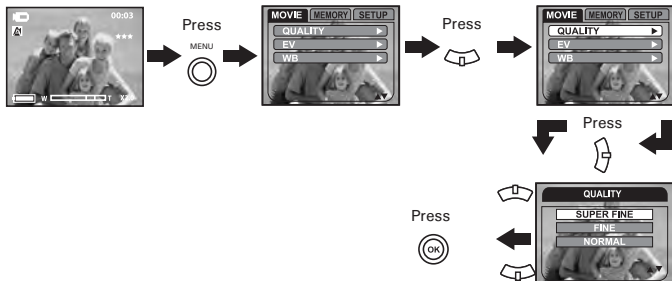 00:03
★★★
W T X1
Press
MENU
MOVIE MEMORY SETUP
QUALITY
EV
WB
Press
MOVIE MEMORY SETUP
QUALITY
EV
WB
Press
QUALITY
SUPER FINE
FINE
NORMAL
Press
OK